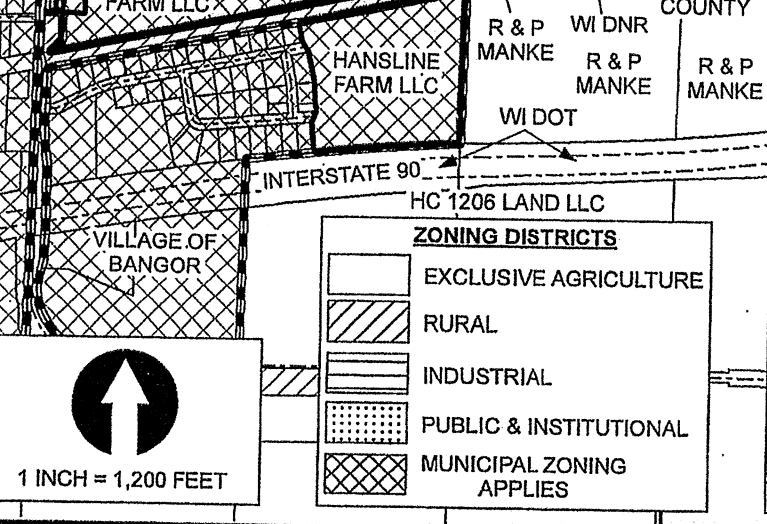 FARM LLC
COUNTY
R & P
MANKE
WI DNR
R & P
MANKE
R & P
MANKE
HANSLINE
FARM LLC
WI DOT
INTERSTATE 90
HC 1206 LAND LLC
VILLAGE OF
BANGOR
ZONING DISTRICTS
EXCLUSIVE AGRICULTURE
RURAL
INDUSTRIAL
PUBLIC & INSTITUTIONAL
MUNICIPAL ZONING
APPLIES
1 INCH = 1,200 FEET